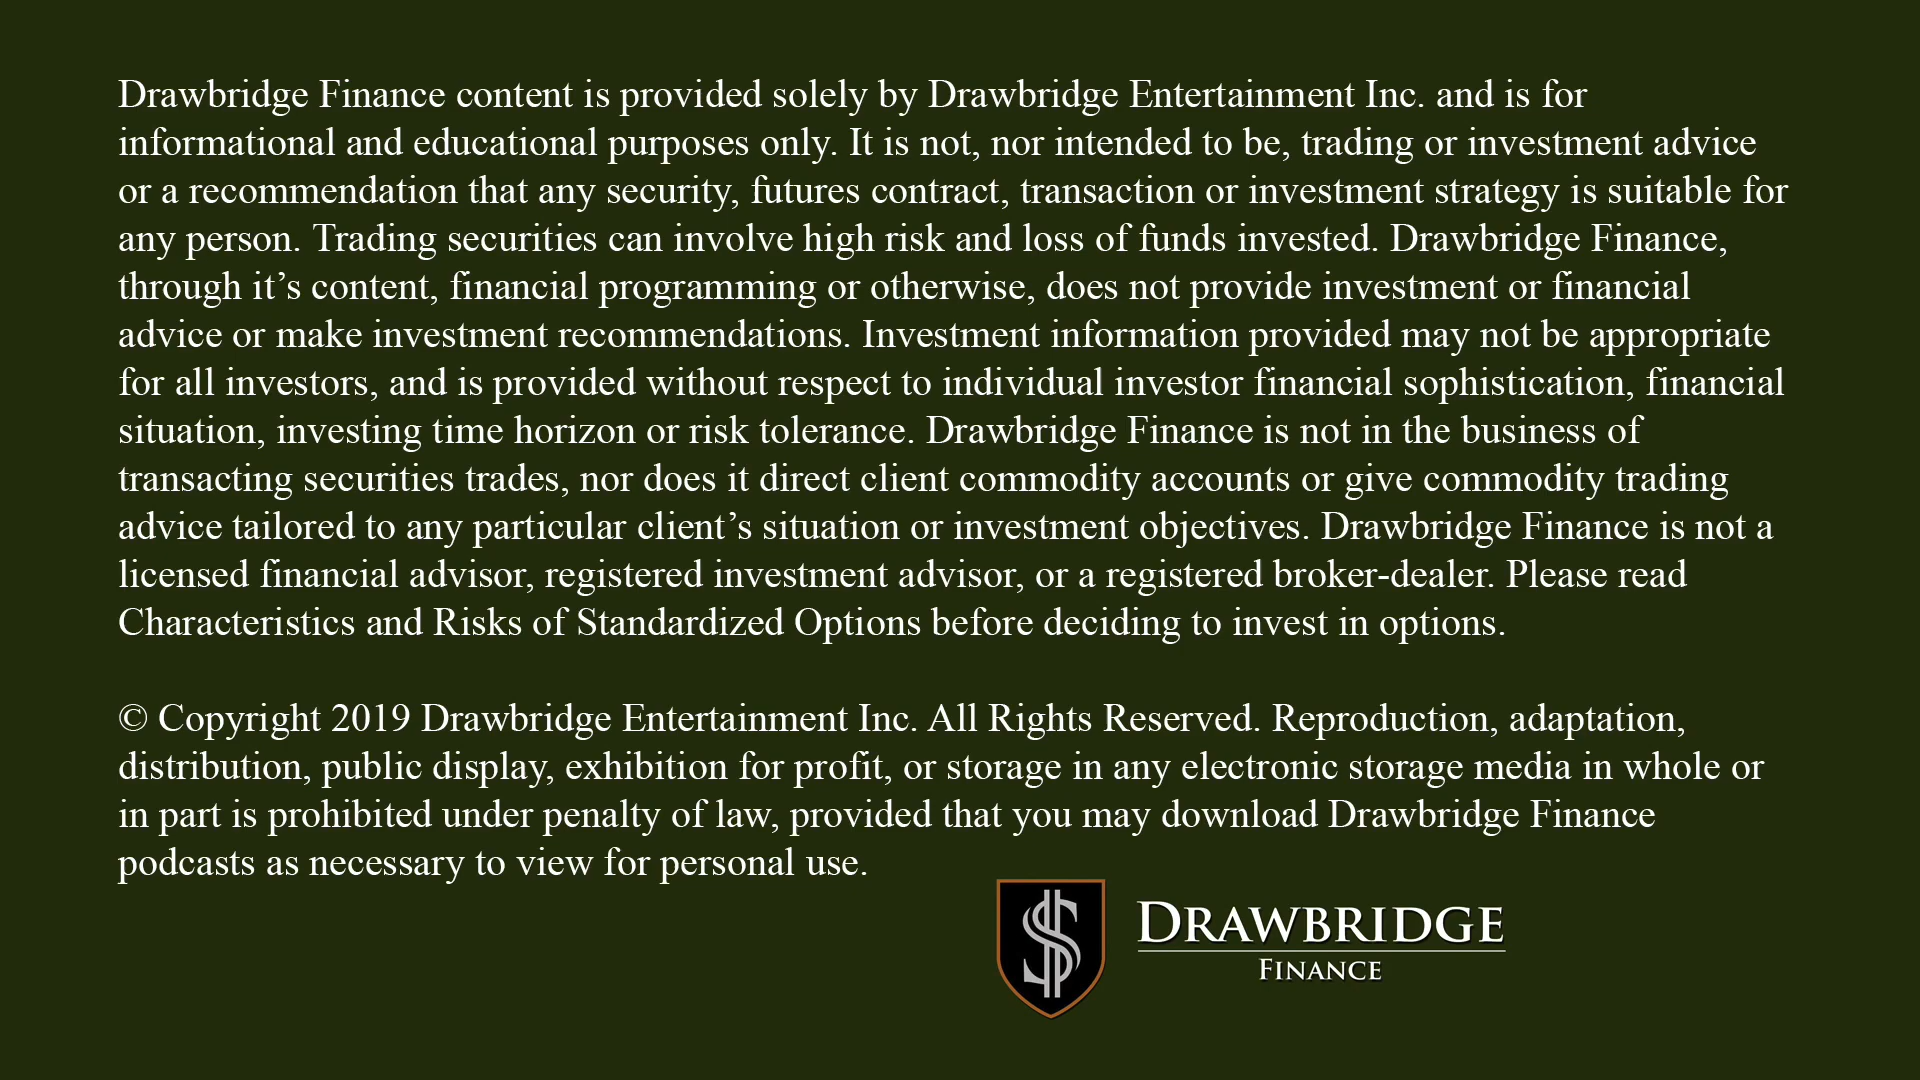 Drawbridge Finance content is provided solely by Drawbridge Entertainment Inc. and is for
informational and educational purposes only. It is not, nor intended to be, trading or investment advice
or a recommendation that any security, futures contract, transaction or investment strategy is suitable for
any person. Trading securities can involve high risk and loss of funds invested. Drawbridge Finance,
through it’s content, financial programming or otherwise, does not provide investment or financial
advice or make investment recommendations. Investment information provided may not be appropriate
for all investors, and is provided without respect to individual investor financial sophistication, financial
situation, investing time horizon or risk tolerance. Drawbridge Finance is not in the business of
transacting securities trades, nor does it direct client commodity accounts or give commodity trading
advice tailored to any particular client’s situation or investment objectives. Drawbridge Finance is not a
licensed financial advisor, registered investment advisor, or a registered broker-dealer. Please read
Characteristics and Risks of Standardized Options before deciding to invest in options.
© Copyright 2019 Drawbridge Entertainment Inc. All Rights Reserved. Reproduction, adaptation,
distribution, public display, exhibition for profit, or storage in any electronic storage media in whole or
in part is prohibited under penalty of law, provided that you may download Drawbridge Finance
podcasts as necessary to view for personal use.
$
DRAWBRIDGE
FINANCE